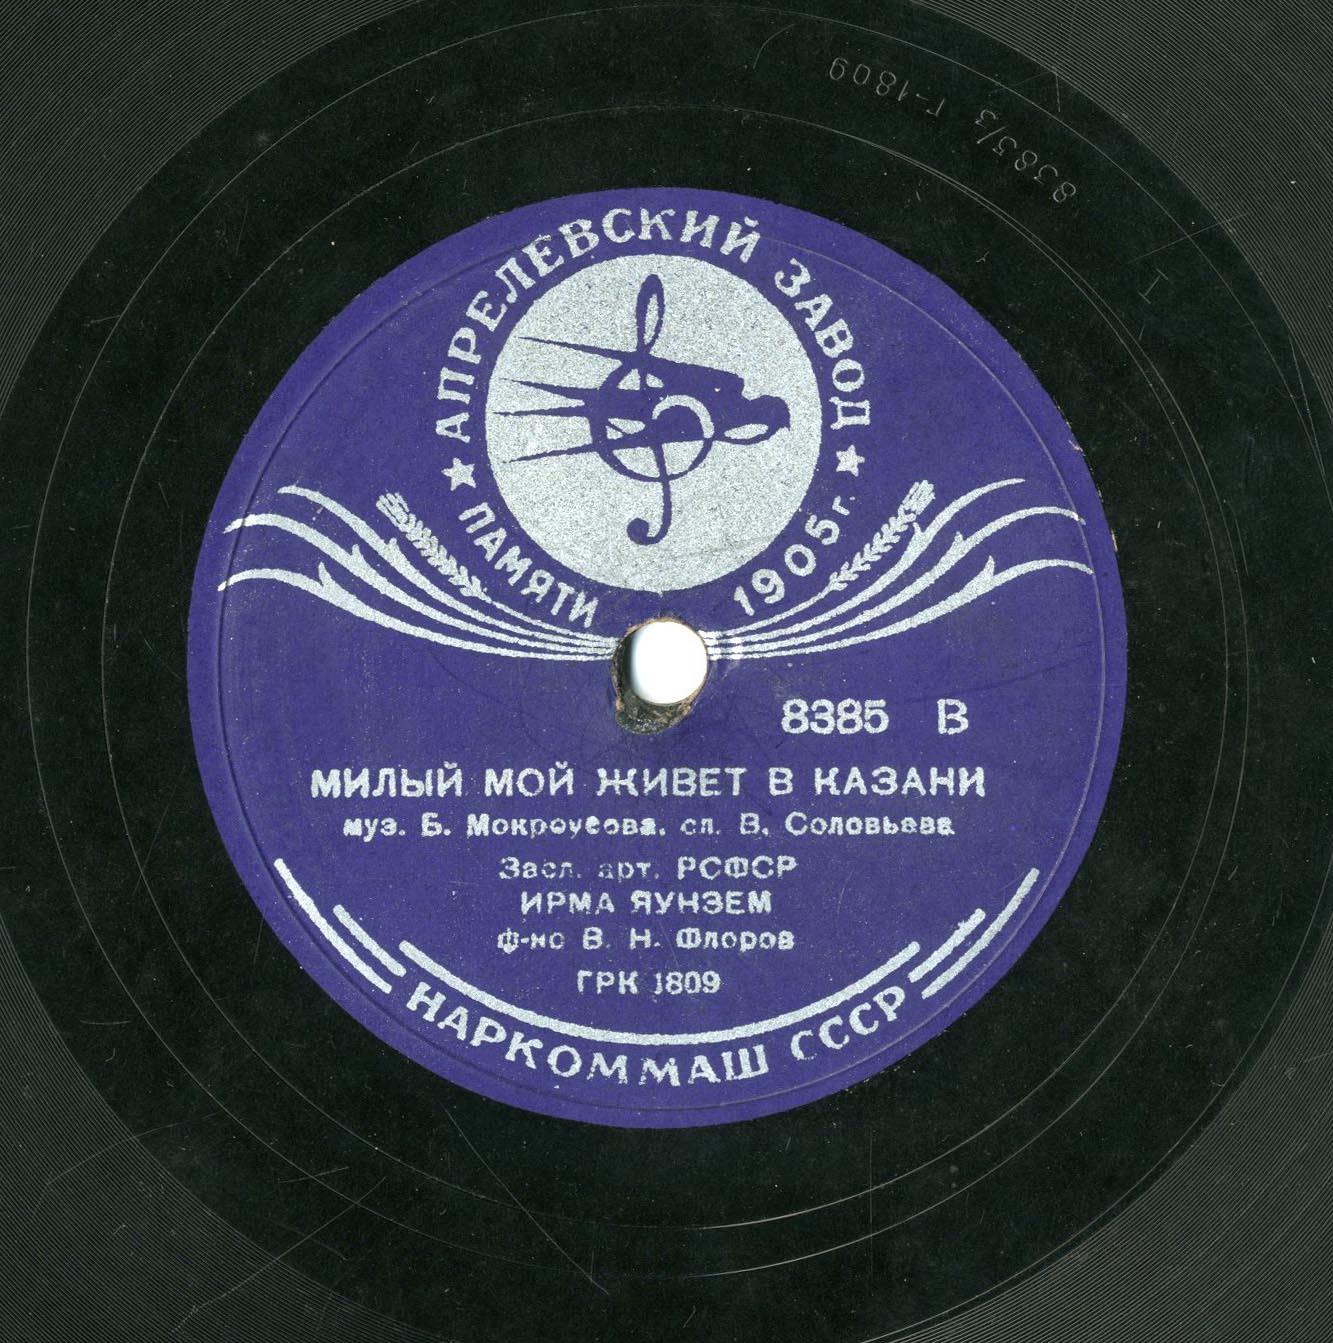 8383/3 Г-1809
АПРЕЛЕВСКИЙ ЗАВОД
ПАМЯТИ 1905 г.
8385 В
МИЛЫЙ МОЙ ЖИВЕТ В КАЗАНИ
муз. Б. Мокроусова, сл. В. Соловьева
Засл. арт. РСФСР
ИРМА ЯУНЗЕМ
ф-но В. Н. Флоров
ГРК 1809
НАРКОММАШ СССР